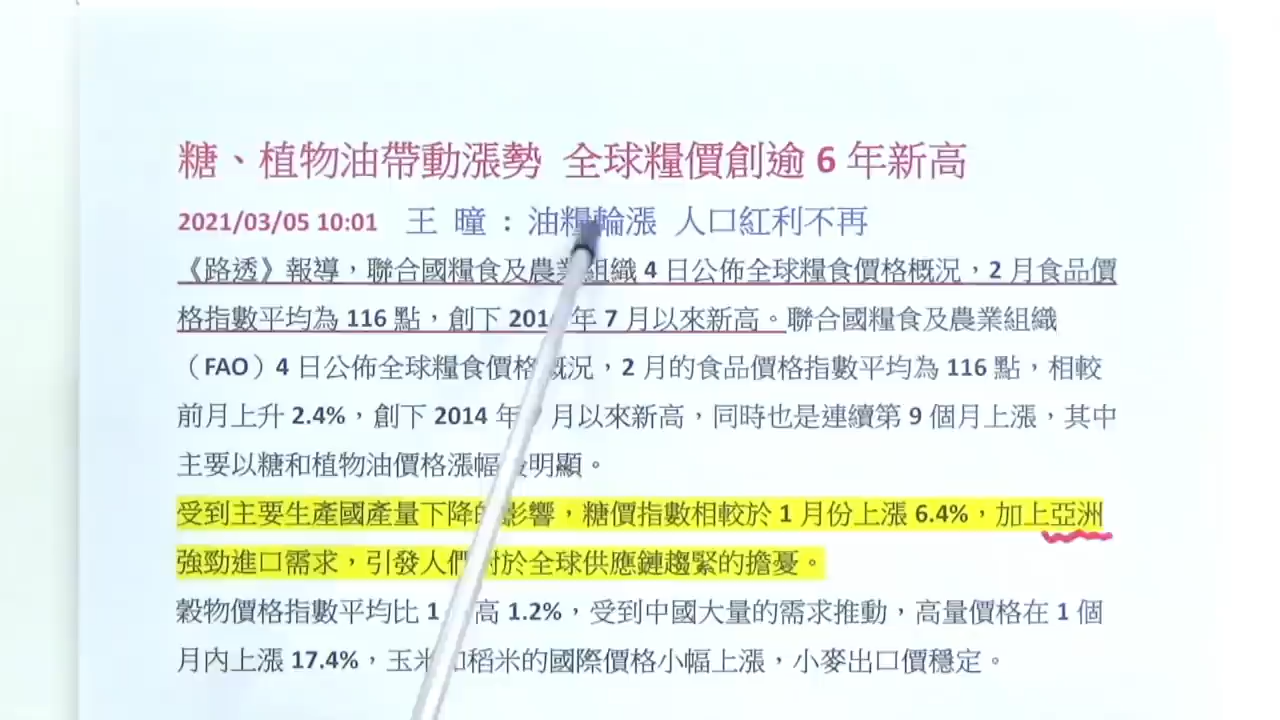 糖、植物油帶動漲勢 全球糧價創逾 6 年新高
2021/03/05 10:01 王 曈：油糧輪漲 人口紅利不再
《路透》報導，聯合國糧食及農業組織 4 日公佈全球糧食價格概況，2 月食品價
格指數平均為 116 點，創下 201 年 7 月以來新高。聯合國糧食及農業組織
（FAO）4 日公佈全球糧食價格概況，2 月的食品價格指數平均為 116 點，相較
前月上升 2.4%，創下 2014 年 月以來新高，同時也是連續第 9 個月上漲，其中
主要以糖和植物油價格漲幅 明顯。
受到主要生產國產量下降的影響，糖價指數相較於 1 月份上漲 6.4%，加上亞洲
強勁進口需求，引發人們對於全球供應鏈趨緊的擔憂。
穀物價格指數平均比 1 高 1.2%，受到中國大量的需求推動，高量價格在 1 個
月內上漲 17.4%，玉米和稻米的國際價格小幅上漲，小麥出口價穩定。